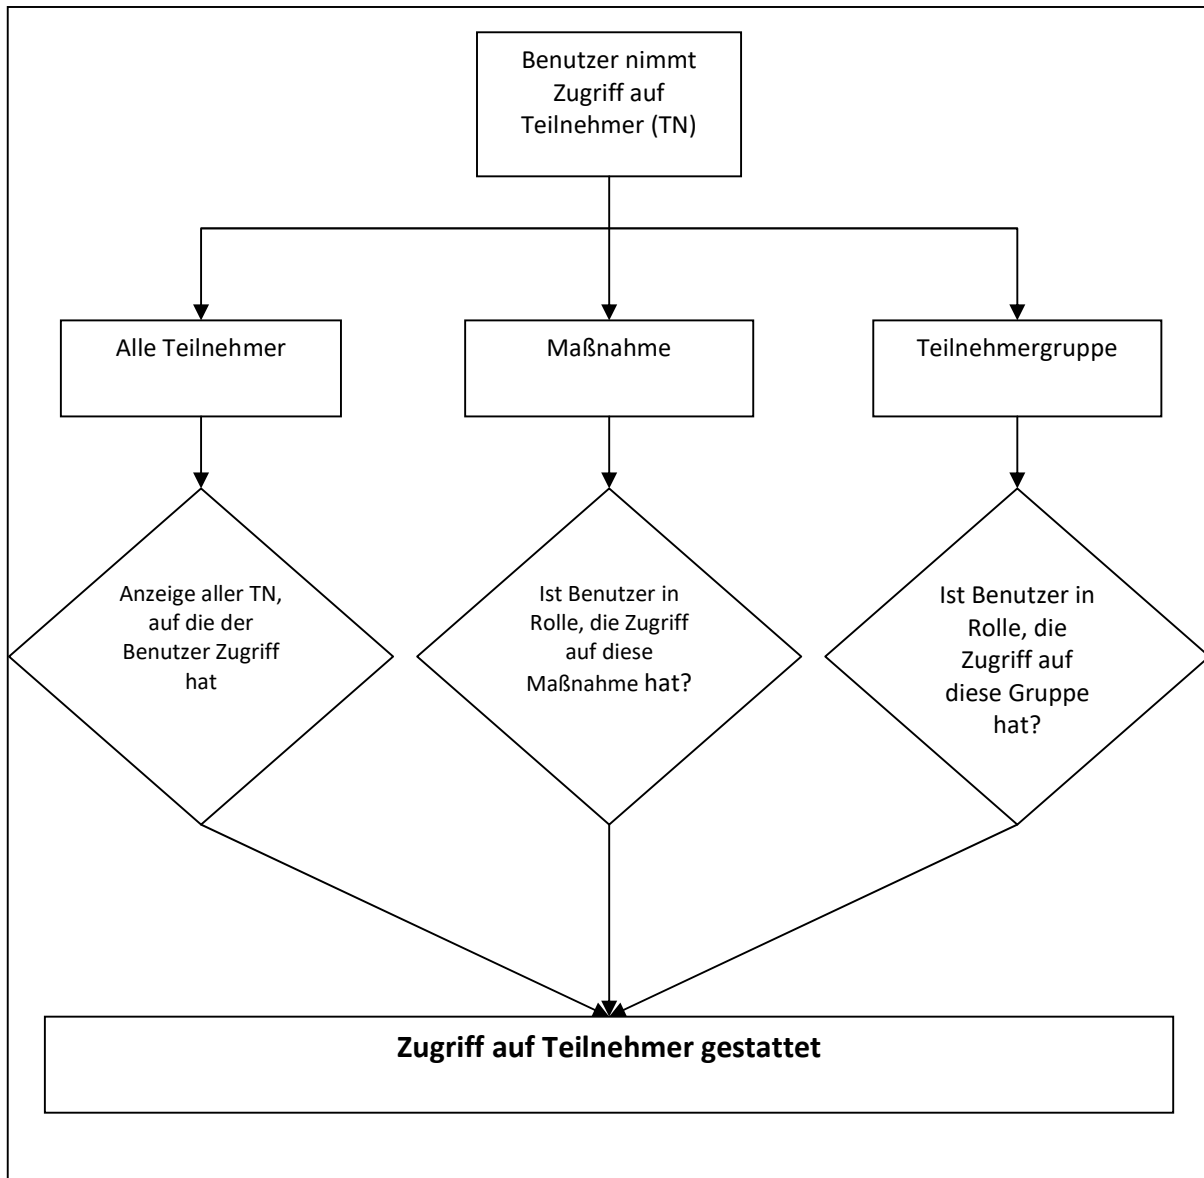 Benutzer nimmt
Zugriff auf
Teilnehmer (TN)
Alle Teilnehmer
Maßnahme
Teilnehmergruppe
Anzeige aller TN,
auf die der
Benutzer Zugriff
hat
Ist Benutzer in
Rolle, die Zugriff
auf diese
Maßnahme hat?
Ist Benutzer in
Rolle, die
Zugriff auf
diese Gruppe
hat?
Zugriff auf Teilnehmer gestattet